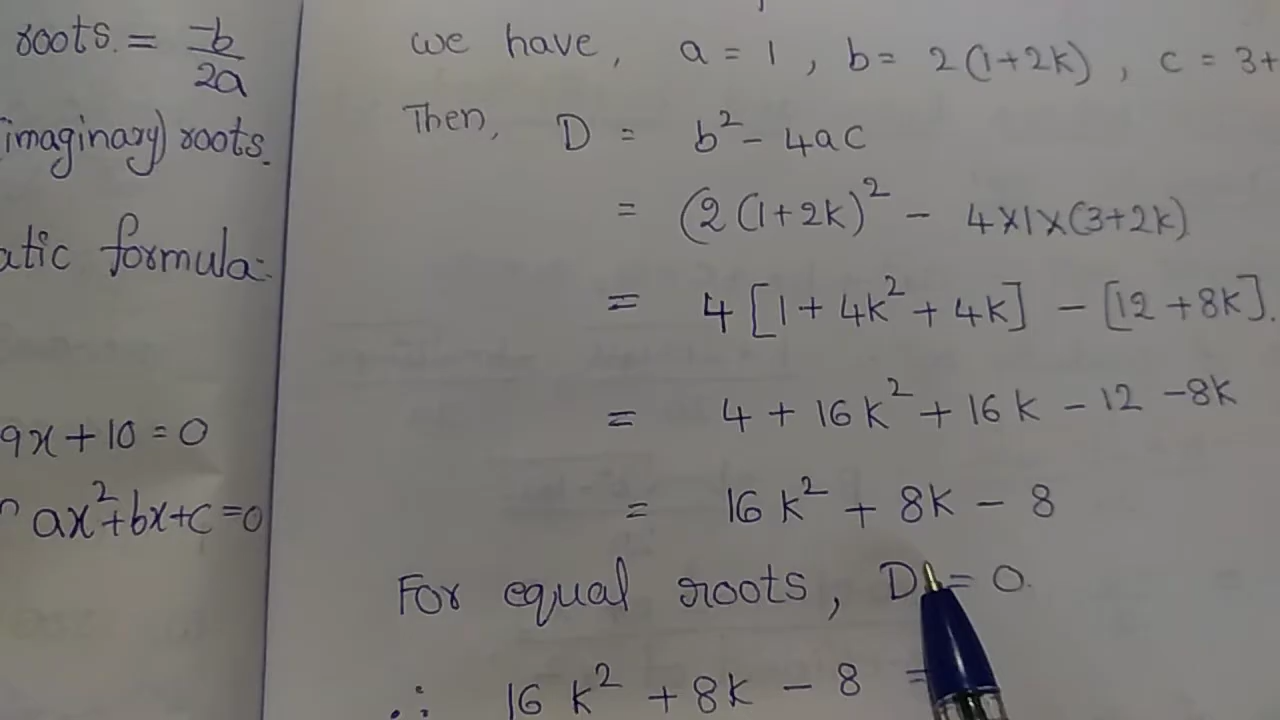 roots. = -b/2a
(imaginary) roots.
atic formula:
9x + 10 = 0
ax² + bx + c = 0
we have, a = 1, b = 2(1+2k), c = 3+
Then, D = b² - 4ac
= (2(1+2k)² - 4×1×(3+2k)
= 4[1 + 4k² + 4k] - [12 + 8k].
= 4 + 16k² + 16k - 12 - 8k
= 16k² + 8k - 8
For equal roots, D = 0.
∴ 16k² + 8k - 8 =